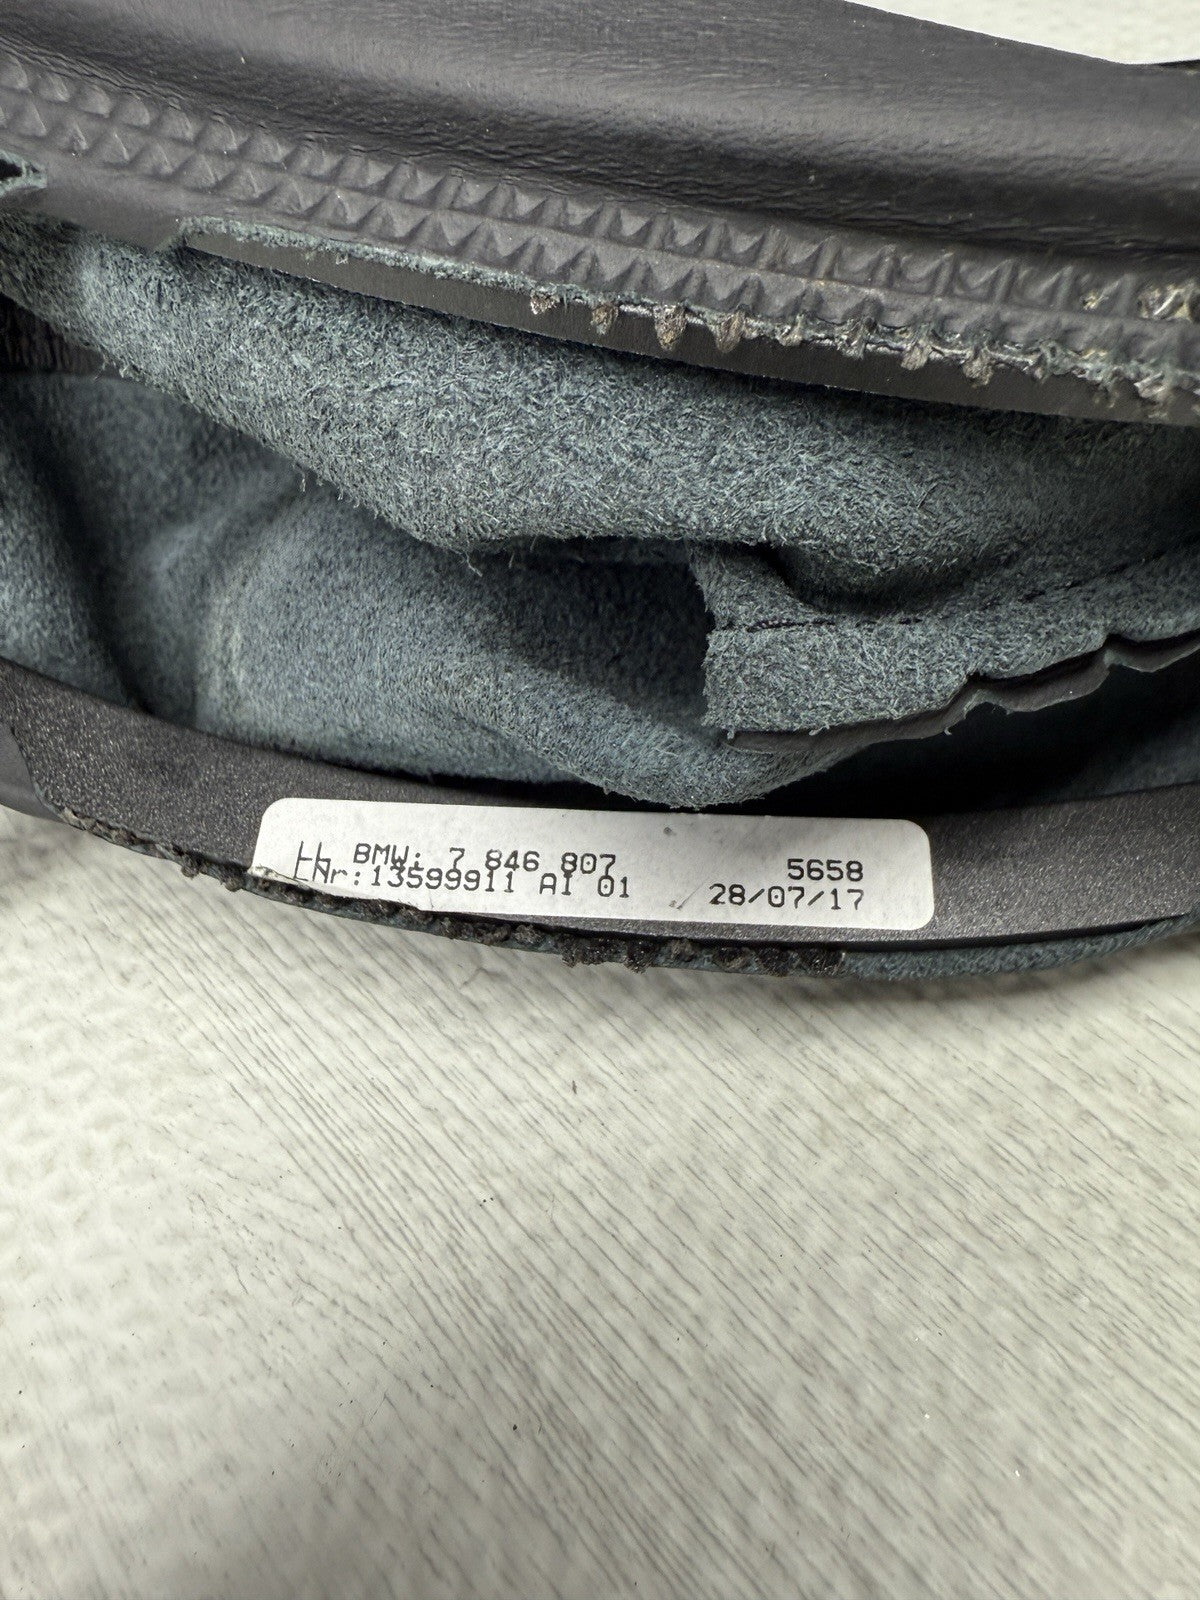 BMW: 7 846 807 5658
Nr:13599911 AI 01 28/07/17